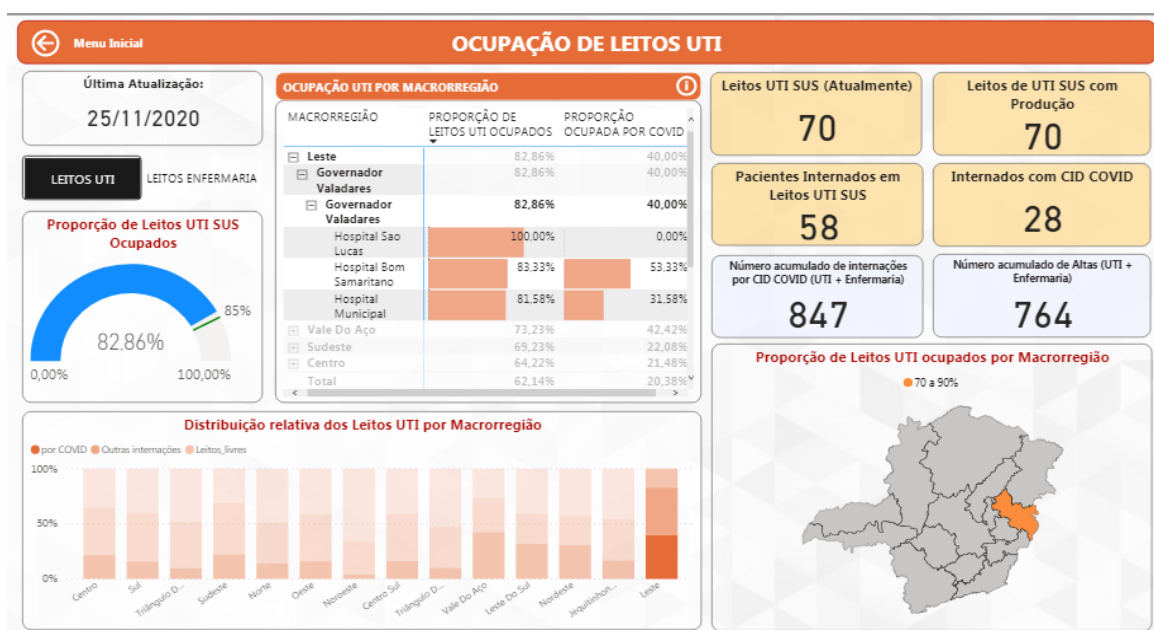 Menu Inicial
OCUPAÇÃO DE LEITOS UTI
Última Atualização:
25/11/2020
LEITOS UTI
LEITOS ENFERMARIA
Proporção de Leitos UTI SUS
Ocupados
85%
82,86%
0,00%
100,00%
OCUPAÇÃO UTI POR MACRORREGIÃO
MACRORREGIÃO PROPORÇÃO DE PROPORÇÃO
LEITOS UTI OCUPADOS OCUPADA POR COVID
Leste 82,86% 40,00%
Governador 82,86% 40,00%
Valadares
Governador 82,86% 40,00%
Valadares
Hospital Sao 100,00% 0,00%
Lucas
Hospital Bom 83,33% 53,33%
Samaritano
Hospital 81,58% 31,58%
Municipal
Vale Do Aço 73,23% 42,42%
Sudeste 69,23% 22,08%
Centro 64,22% 21,48%
Total 62,14% 20,38%
Leitos UTI SUS (Atualmente)
70
Leitos de UTI SUS com
Produção
70
Pacientes Internados em
Leitos UTI SUS
58
Internados com CID COVID
28
Número acumulado de internações
por CID COVID (UTI + Enfermaria)
847
Número acumulado de Altas (UTI +
Enfermaria)
764
Distribuição relativa dos Leitos UTI por Macrorregião
por COVID Outras internações Leitos_livres
100%
50%
0%
Centro
Sul
Triângulo D...
Sudeste
Norte
Oeste
Noroeste
Centro Sul
Triângulo D...
Vale Do Aço
Leste Do Sul
Nordeste
Jequitinhon...
Leste
Proporção de Leitos UTI ocupados por Macrorregião
70 a 90%